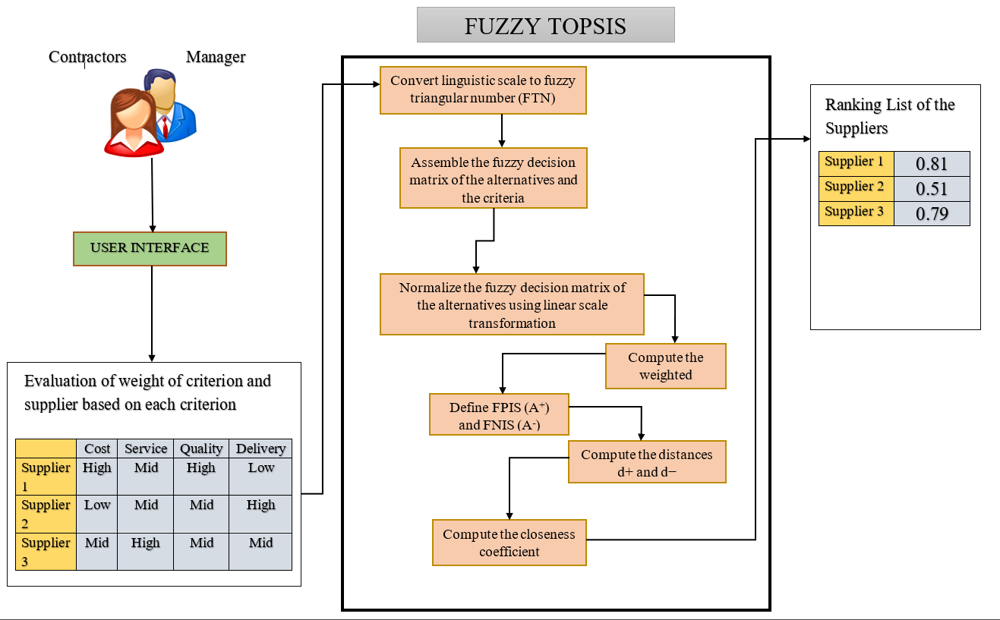 FUZZY TOPSIS
Contractors
Manager
USER INTERFACE
Evaluation of weight of criterion and
supplier based on each criterion
Cost Service Quality Delivery
Supplier
1
High Mid High Low
Supplier
2
Low Mid Mid High
Supplier
3
Mid High Mid Mid
Convert linguistic scale to fuzzy
triangular number (FTN)
Assemble the fuzzy decision
matrix of the alternatives and
the criteria
Normalize the fuzzy decision matrix of
the alternatives using linear scale
transformation
Compute the
weighted
Define FPIS (A⁺)
and FNIS (A⁻)
Compute the distances
d+ and d−
Compute the closeness
coefficient
Ranking List of the
Suppliers
Supplier 1 0.81
Supplier 2 0.51
Supplier 3 0.79